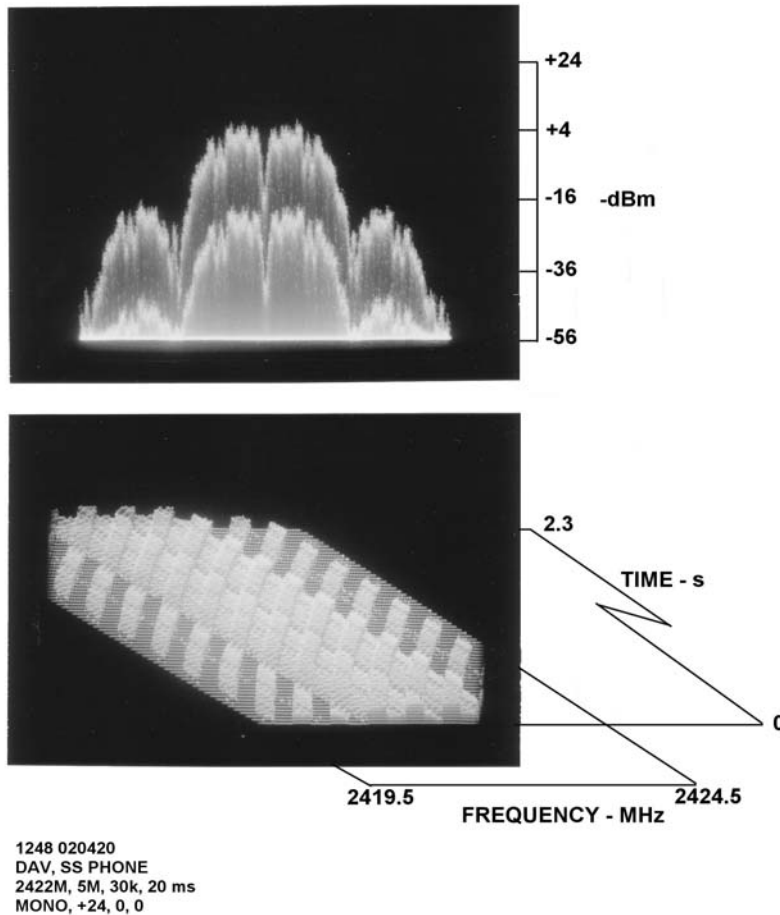 +24
+4
-16 -dBm
-36
-56
2.3
TIME - s
0
2419.5 2424.5
FREQUENCY - MHz
1248 020420
DAV, SS PHONE
2422M, 5M, 30k, 20 ms
MONO, +24, 0, 0